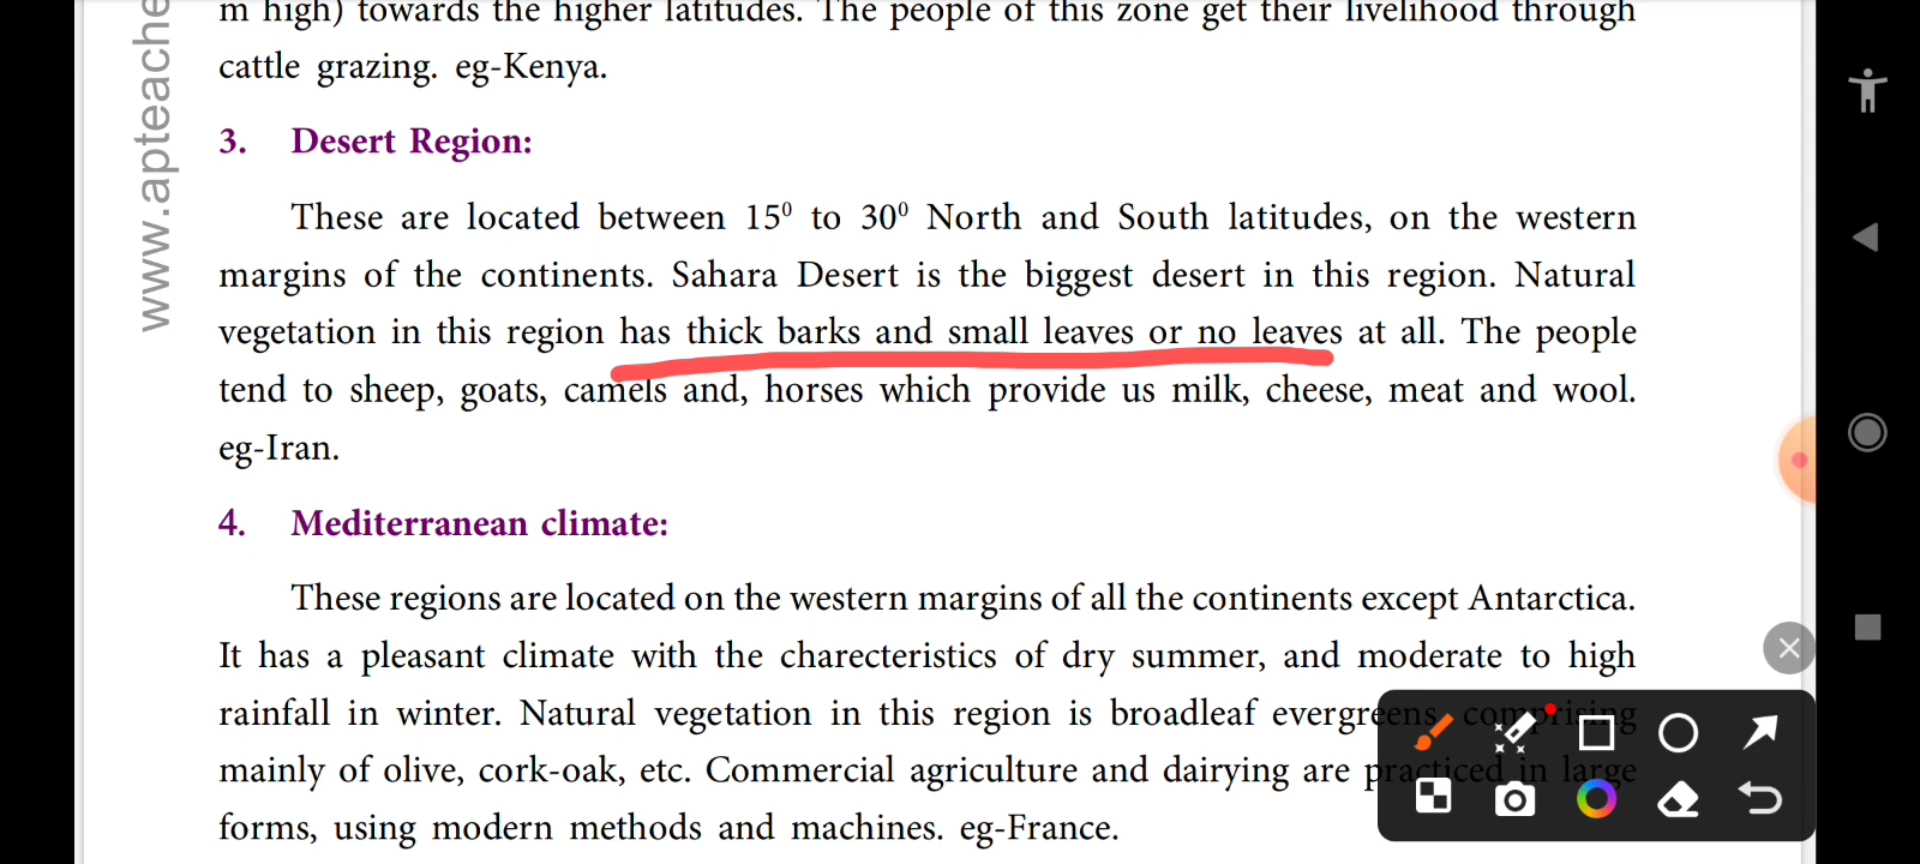 m high) towards the higher latitudes. The people of this zone get their livelihood through
cattle grazing. eg-Kenya.
3. Desert Region:
These are located between 15⁰ to 30⁰ North and South latitudes, on the western
margins of the continents. Sahara Desert is the biggest desert in this region. Natural
vegetation in this region has thick barks and small leaves or no leaves at all. The people
tend to sheep, goats, camels and, horses which provide us milk, cheese, meat and wool.
eg-Iran.
4. Mediterranean climate:
These regions are located on the western margins of all the continents except Antarctica.
It has a pleasant climate with the charecteristics of dry summer, and moderate to high
rainfall in winter. Natural vegetation in this region is broadleaf evergreens, comprising
mainly of olive, cork-oak, etc. Commercial agriculture and dairying are practiced in large
forms, using modern methods and machines. eg-France.
www.apteache